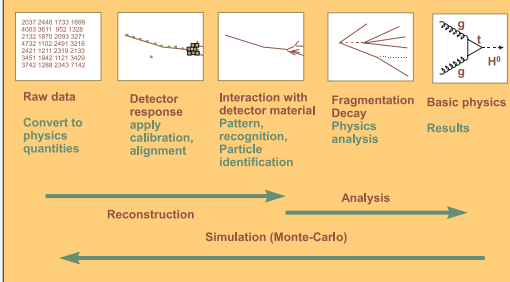 2037 2446 1733 1699
4003 3611 952 1328
2132 1870 2093 3271
4732 1102 2491 3216
2421 1211 2319 2133
3451 1942 1121 3429
3742 1288 2343 7142
g
t
H0
g
Raw data
Convert to
physics
quantities
Detector
response
apply
calibration,
alignment
Interaction with
detector material
Pattern,
recognition,
Particle
identification
Fragmentation
Decay
Physics
analysis
Basic physics
Results
Reconstruction
Analysis
Simulation (Monte-Carlo)